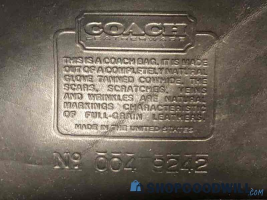 COACH
THIS IS A COACH BAG. IT IS MADE
OUT OF A COMPLETELY NATURAL
GLOVE TANNED COWHIDE. THE
SCARS, SCRATCHES, VEINS
AND WRINKLES ARE NATURAL
MARKINGS CHARACTERISTIC
OF FULL-GRAIN LEATHERS.
MADE IN THE UNITED STATES
Nº 004 5242